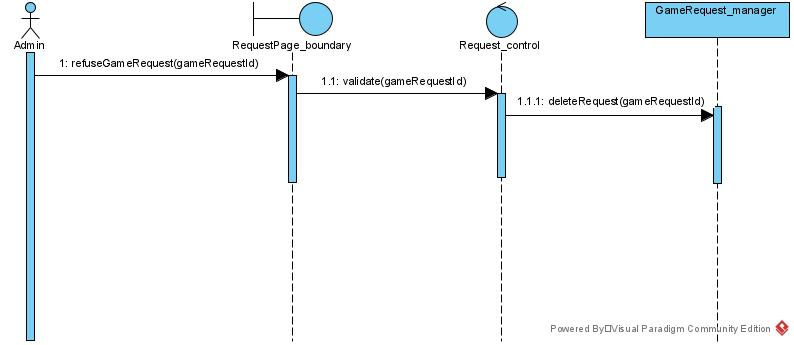 GameRequest_manager
Admin
RequestPage_boundary
Request_control
1: refuseGameRequest(gameRequestId)
1.1: validate(gameRequestId)
1.1.1: deleteRequest(gameRequestId)
Powered By Visual Paradigm Community Edition